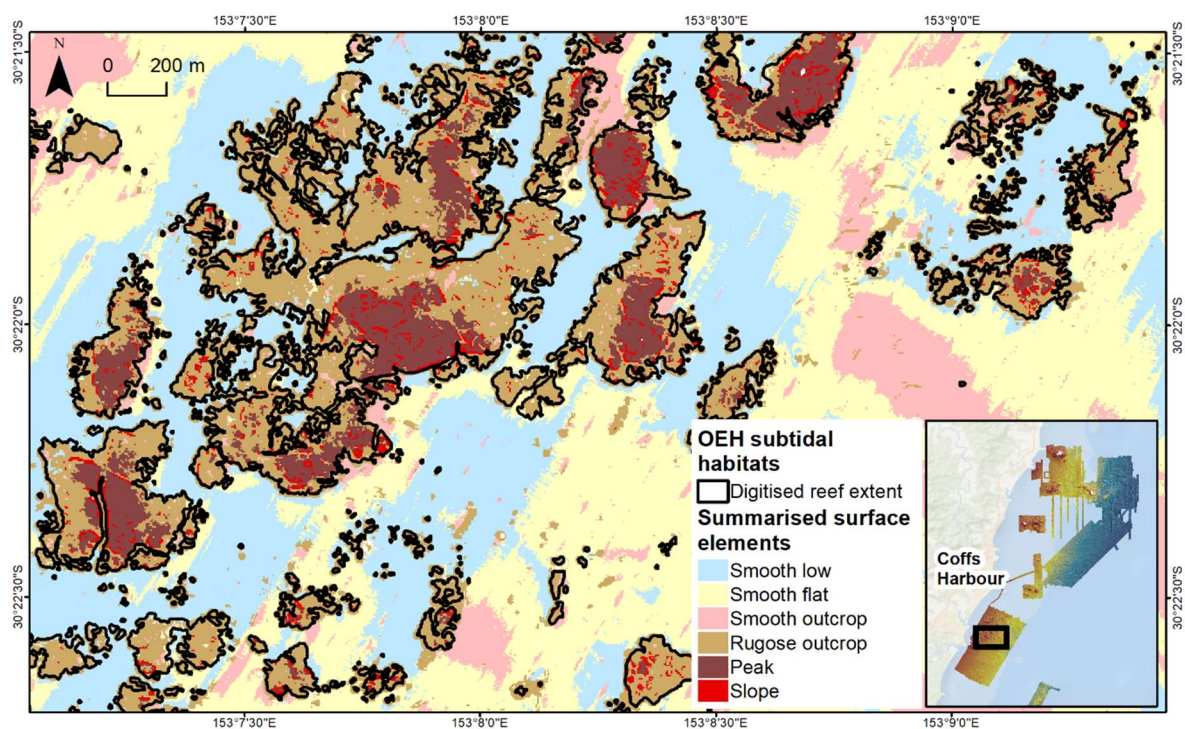 153°7'30"E
153°8'0"E
153°8'30"E
153°9'0"E
30°21'30"S
30°21'30"S
N
0 200 m
30°22'0"S
30°22'0"S
30°22'30"S
30°22'30"S
OEH subtidal
habitats
Digitised reef extent
Summarised surface
elements
Smooth low
Smooth flat
Smooth outcrop
Rugose outcrop
Peak
Slope
Coffs
Harbour
153°7'30"E
153°8'0"E
153°8'30"E
153°9'0"E